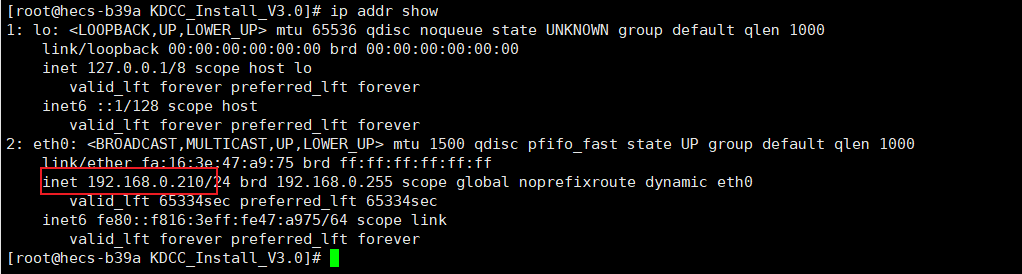 [root@hecs-b39a KDCC_Install_V3.0]# ip addr show
1: lo: <LOOPBACK,UP,LOWER_UP> mtu 65536 qdisc noqueue state UNKNOWN group default qlen 1000
    link/loopback 00:00:00:00:00:00 brd 00:00:00:00:00:00
    inet 127.0.0.1/8 scope host lo
       valid_lft forever preferred_lft forever
    inet6 ::1/128 scope host
       valid_lft forever preferred_lft forever
2: eth0: <BROADCAST,MULTICAST,UP,LOWER_UP> mtu 1500 qdisc pfifo_fast state UP group default qlen 1000
    link/ether fa:16:3e:47:a9:75 brd ff:ff:ff:ff:ff:ff
    inet 192.168.0.210/24 brd 192.168.0.255 scope global noprefixroute dynamic eth0
       valid_lft 65334sec preferred_lft 65334sec
    inet6 fe80::f816:3eff:fe47:a975/64 scope link
       valid_lft forever preferred_lft forever
[root@hecs-b39a KDCC_Install_V3.0]#